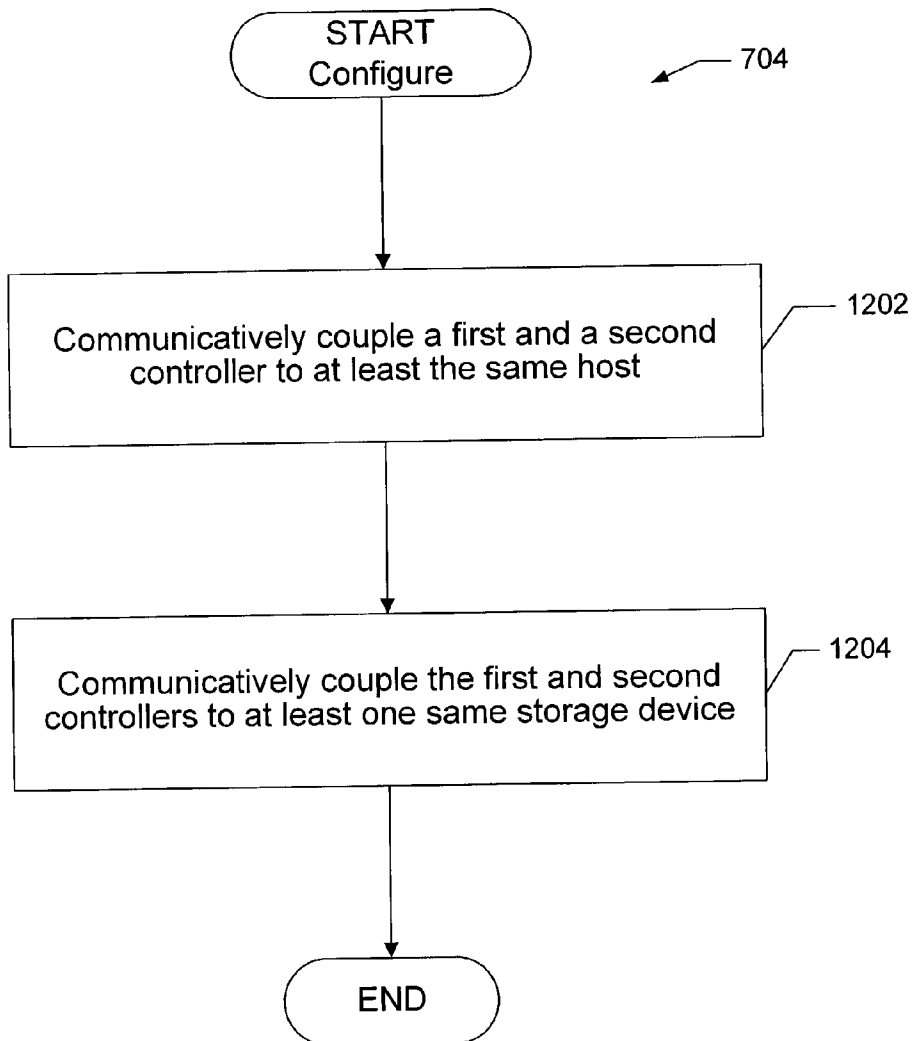 START
Configure
704
Communicatively couple a first and a second
controller to at least the same host
1202
Communicatively couple the first and second
controllers to at least one same storage device
1204
END